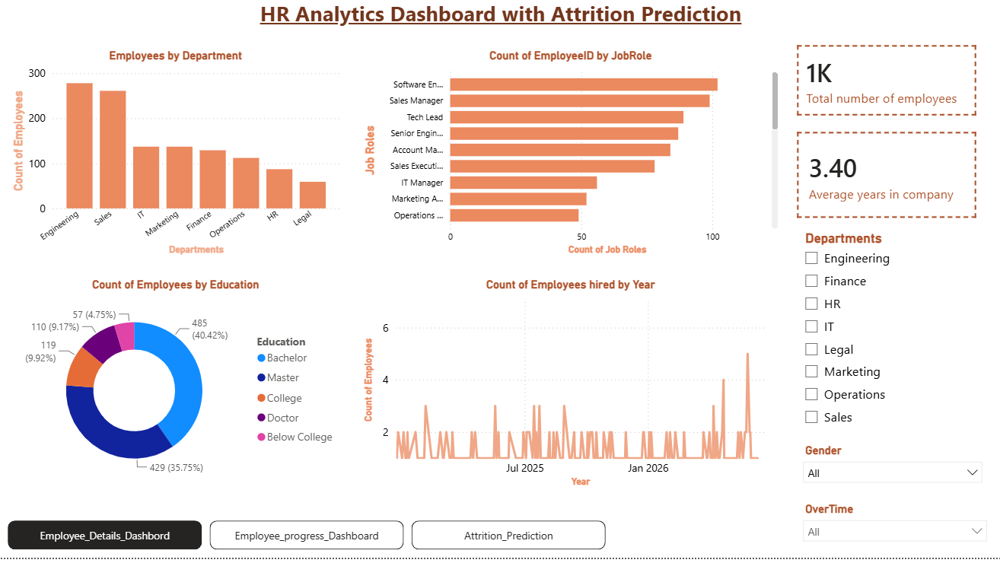 HR Analytics Dashboard with Attrition Prediction
Employees by Department
Count of Employees
300
200
100
0
Engineering
Sales
IT
Marketing
Finance
Operations
HR
Legal
Departments
Count of EmployeeID by JobRole
Job Roles
Software En...
Sales Manager
Tech Lead
Senior Engin...
Account Ma...
Sales Executi...
IT Manager
Marketing A...
Operations ...
0
50
100
Count of Job Roles
1K
Total number of employees
3.40
Average years in company
Departments
Engineering
Finance
HR
IT
Legal
Marketing
Operations
Sales
Gender
All
OverTime
All
Count of Employees by Education
57 (4.75%)
110 (9.17%)
119
(9.92%)
485
(40.42%)
429 (35.75%)
Education
Bachelor
Master
College
Doctor
Below College
Count of Employees hired by Year
Count of Employees
6
4
2
Jul 2025
Jan 2026
Year
Employee_Details_Dashbord
Employee_progress_Dashboard
Attrition_Prediction